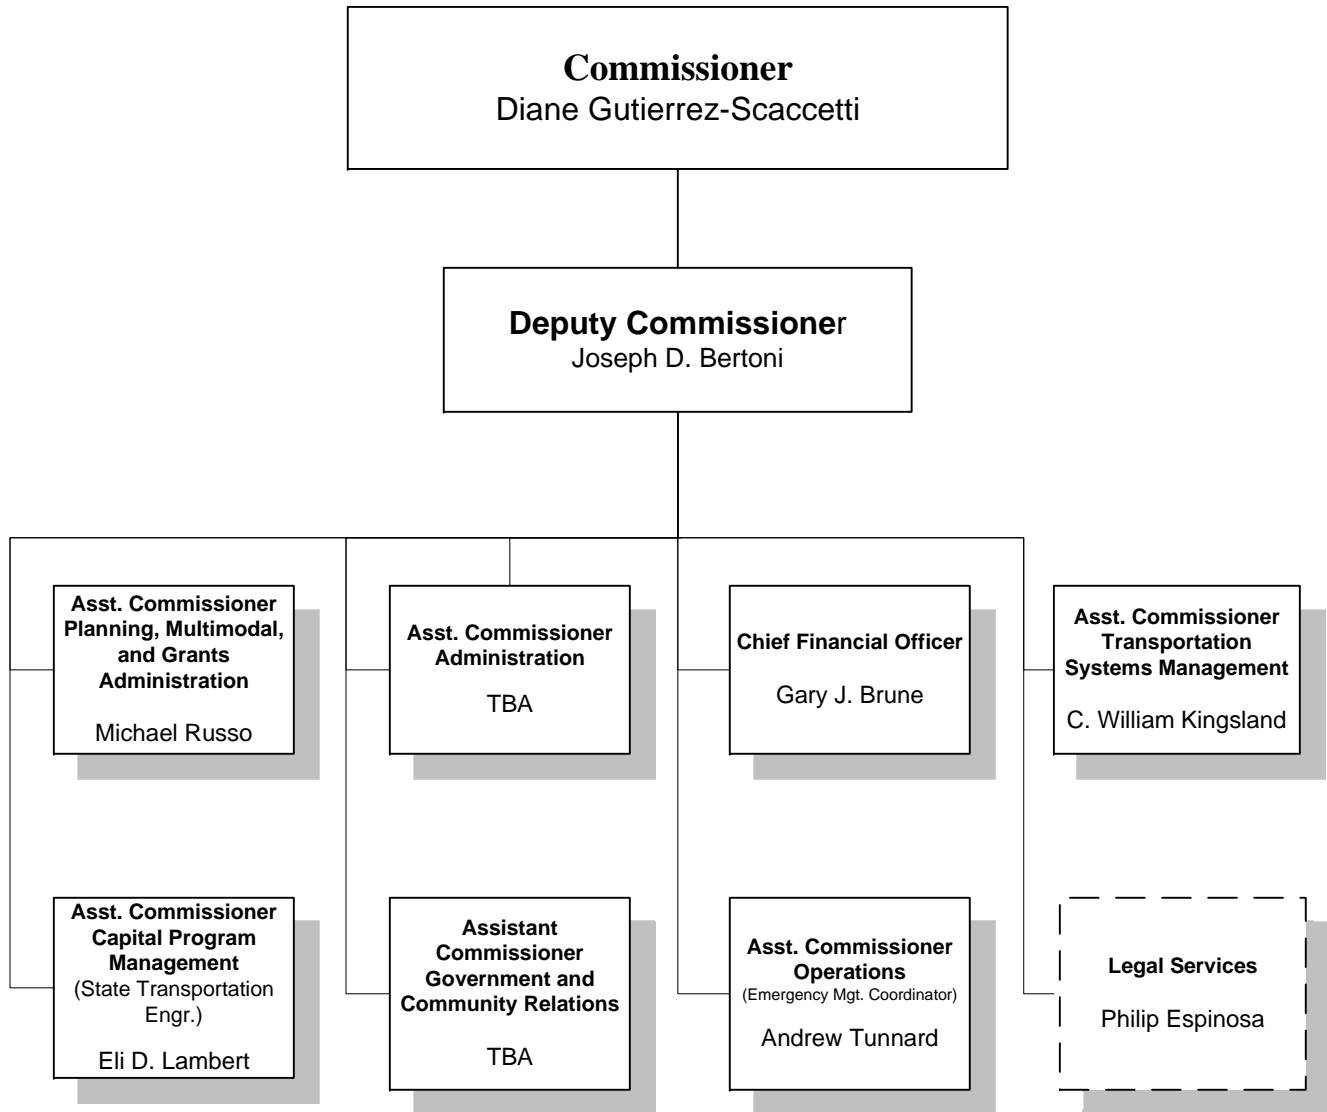 Commissioner
Diane Gutierrez-Scaccetti
Deputy Commissioner
Joseph D. Bertoni
Asst. Commissioner
Planning, Multimodal,
and Grants
Administration
Michael Russo
Asst. Commissioner
Administration
TBA
Chief Financial Officer
Gary J. Brune
Asst. Commissioner
Transportation
Systems Management
C. William Kingsland
Asst. Commissioner
Capital Program
Management
(State Transportation
Engr.)
Eli D. Lambert
Assistant
Commissioner
Government and
Community Relations
TBA
Asst. Commissioner
Operations
(Emergency Mgt. Coordinator)
Andrew Tunnard
Legal Services
Philip Espinosa